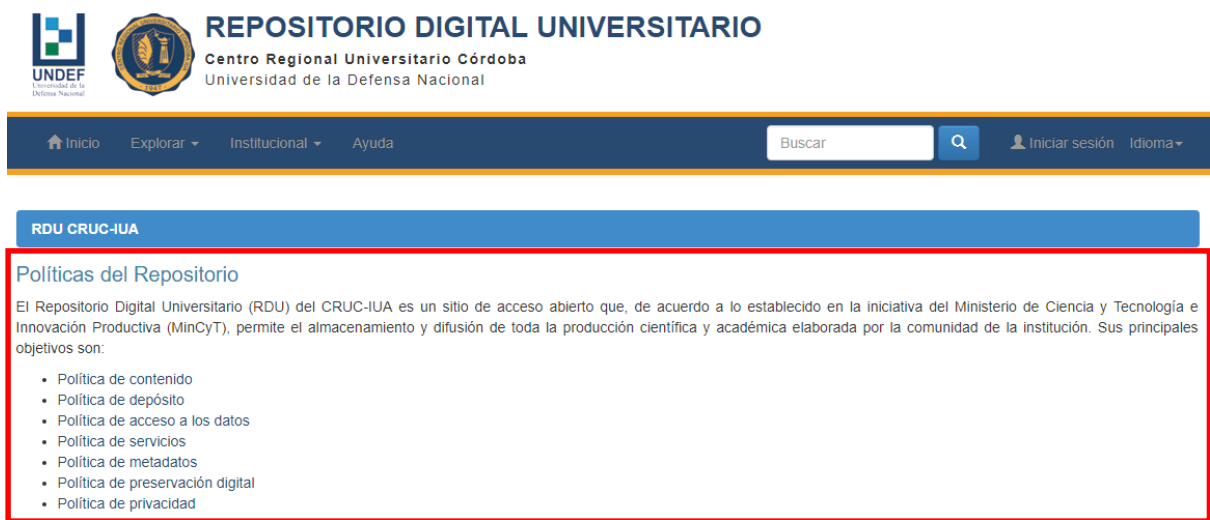 REPOSITORIO DIGITAL UNIVERSITARIO
Centro Regional Universitario Córdoba
Universidad de la Defensa Nacional
UNDEF
Universidad de la
Defensa Nacional
1947
Inicio Explorar Institucional Ayuda Buscar Iniciar sesión Idioma
RDU CRUC-IUA
Políticas del Repositorio
El Repositorio Digital Universitario (RDU) del CRUC-IUA es un sitio de acceso abierto que, de acuerdo a lo establecido en la iniciativa del Ministerio de Ciencia y Tecnología e
Innovación Productiva (MinCyT), permite el almacenamiento y difusión de toda la producción científica y académica elaborada por la comunidad de la institución. Sus principales
objetivos son:
• Política de contenido
• Política de depósito
• Política de acceso a los datos
• Política de servicios
• Política de metadatos
• Política de preservación digital
• Política de privacidad